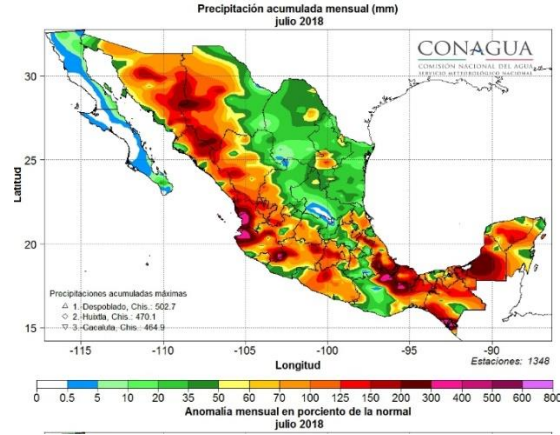 Precipitación acumulada mensual (mm)
julio 2018
CONAGUA
COMISIÓN NACIONAL DEL AGUA
SERVICIO METEOROLÓGICO NACIONAL
30
25
20
15
Latitud
Precipitaciones acumuladas máximas
1.-Despoblado, Chis.: 502.7
2.-Huixtla, Chis.: 470.1
3.-Cacaluta, Chis.: 464.9
-115 -110 -105 -100 -95 -90
Longitud
Estaciones: 1348
0 0.5 5 10 20 50 60 70 100 125 150 200 300 400 500 600 800
Anomalía mensual en porciento de la normal
julio 2018